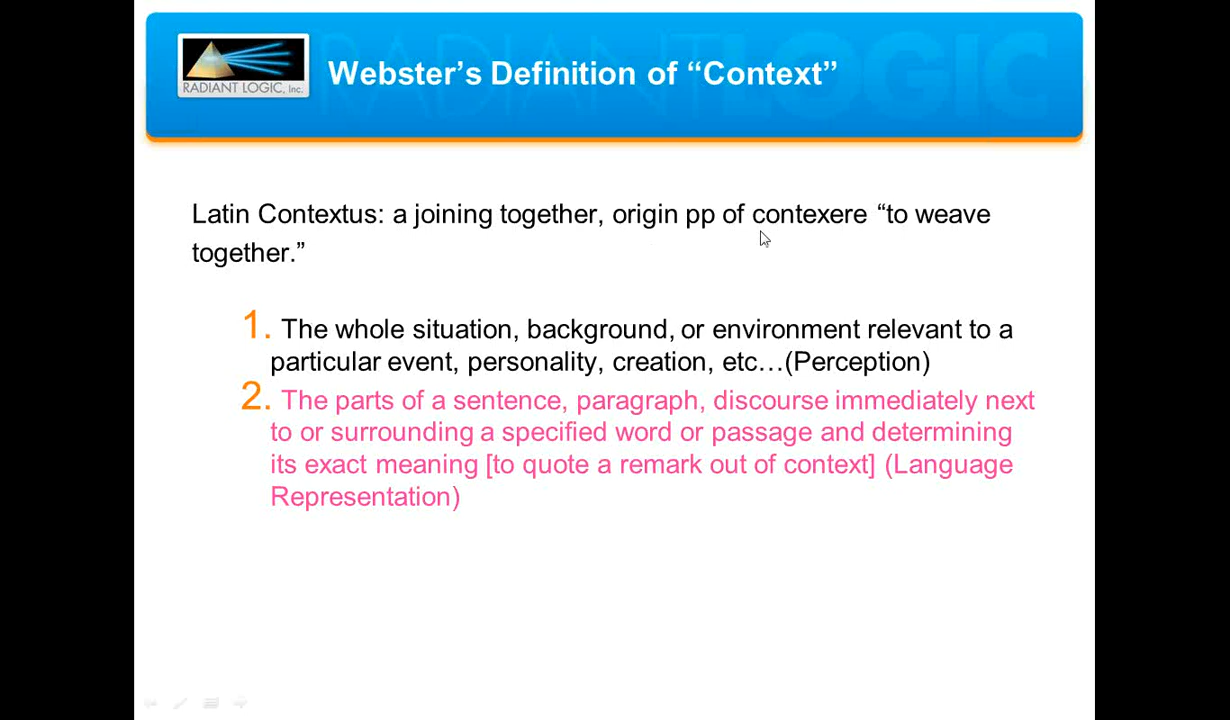 RADIANT LOGIC
RADIANT LOGIC, Inc.
Webster’s Definition of “Context”
Latin Contextus: a joining together, origin pp of contexere “to weave
together.”
1. The whole situation, background, or environment relevant to a
particular event, personality, creation, etc…(Perception)
2. The parts of a sentence, paragraph, discourse immediately next
to or surrounding a specified word or passage and determining
its exact meaning [to quote a remark out of context] (Language
Representation)